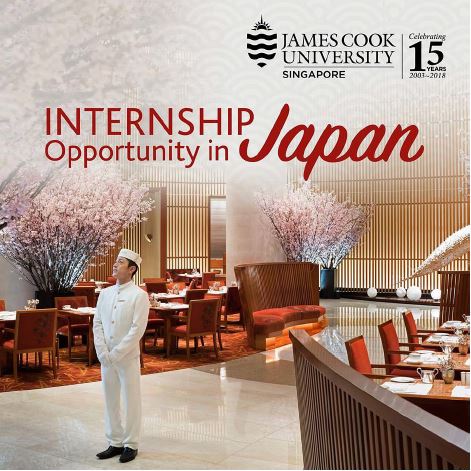 JAMES COOK
UNIVERSITY
SINGAPORE
Celebrating
15
YEARS
2003~2018
INTERNSHIP
Opportunity in Japan